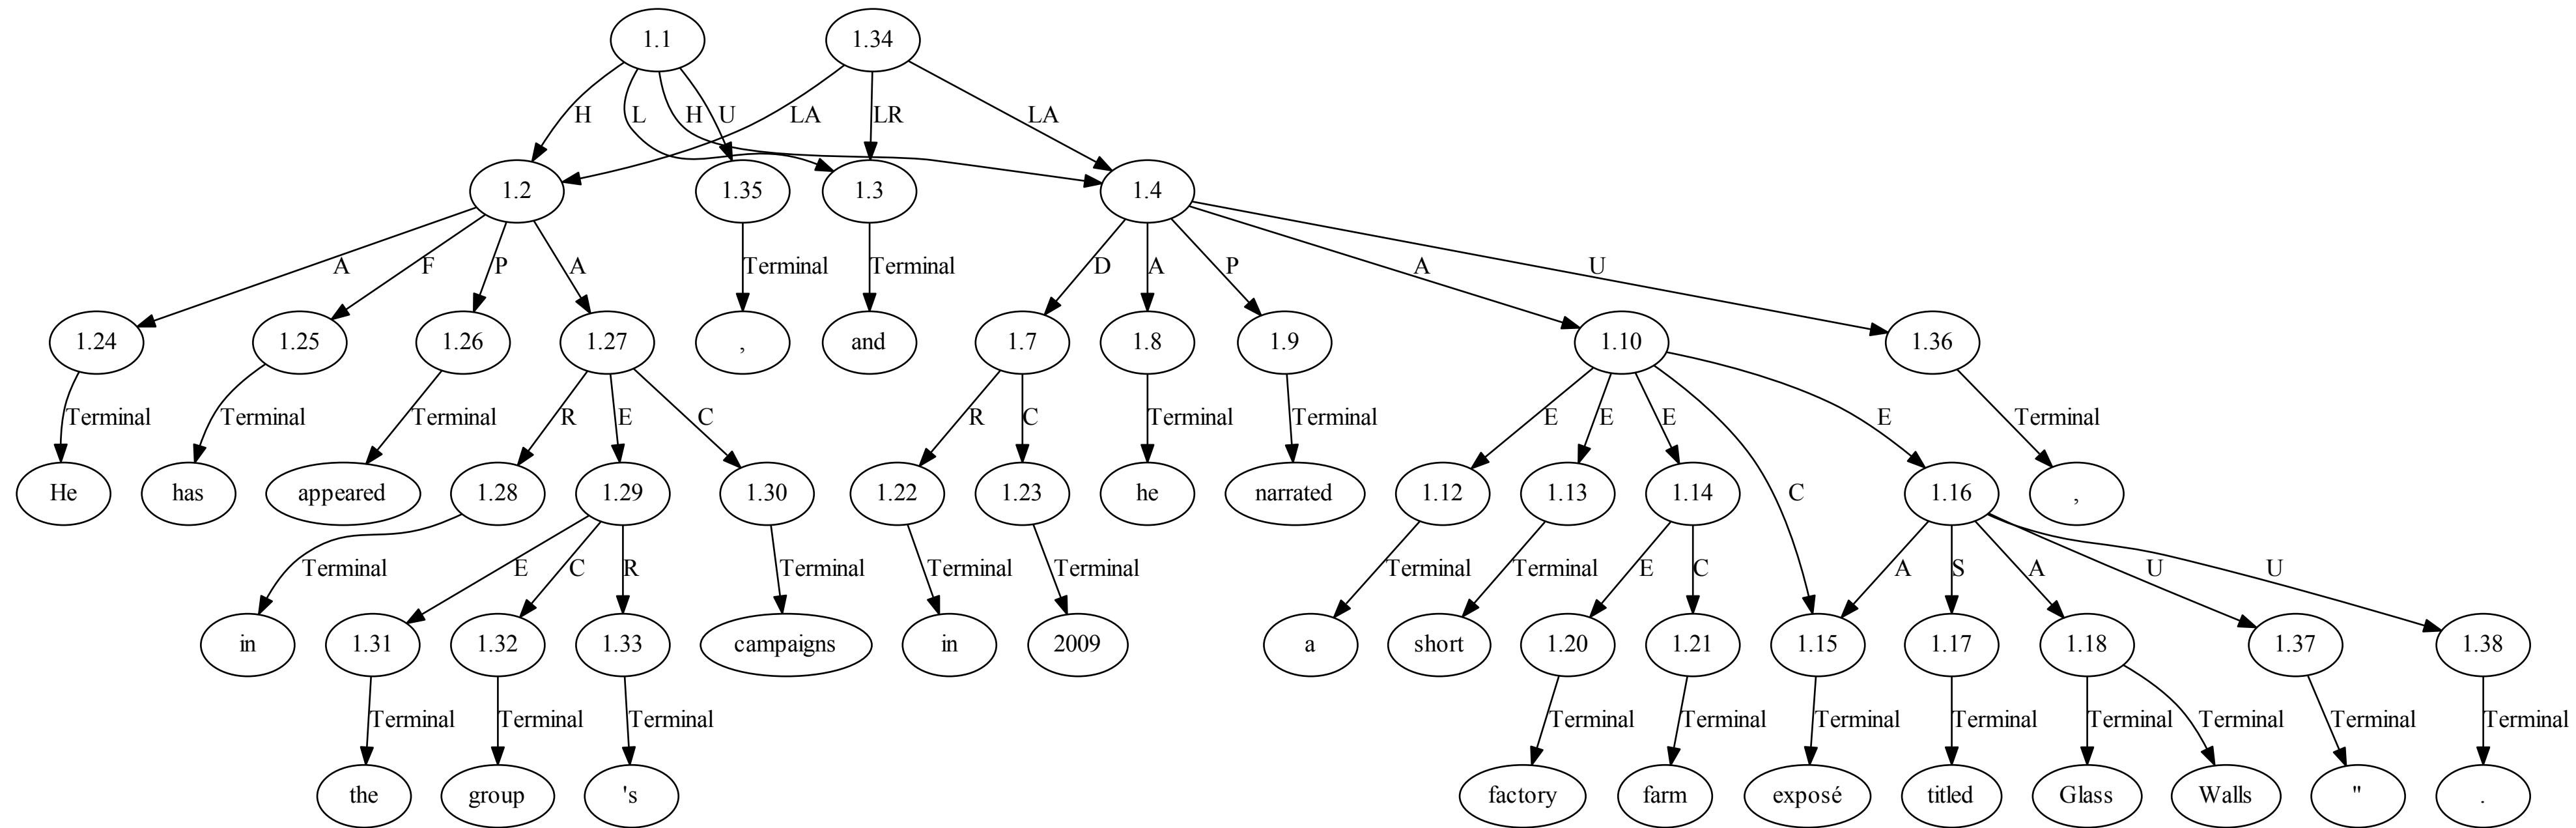 1.1 1.34
H L H U LA LR LA
1.2 1.35 1.3 1.4
A F P A Terminal Terminal D A P A U
1.24 1.25 1.26 1.27 , and 1.7 1.8 1.9 1.10 1.36
Terminal Terminal Terminal R E C R C Terminal Terminal E E E C E Terminal
He has appeared 1.28 1.29 1.30 1.22 1.23 he narrated 1.12 1.13 1.14 1.16 ,
Terminal E C R Terminal Terminal Terminal Terminal Terminal E C A S A U U
in 1.31 1.32 1.33 campaigns in 2009 a short 1.20 1.21 1.15 1.17 1.18 1.37 1.38
Terminal Terminal Terminal Terminal Terminal Terminal Terminal Terminal Terminal Terminal Terminal
the group 's factory farm exposé titled Glass Walls " .